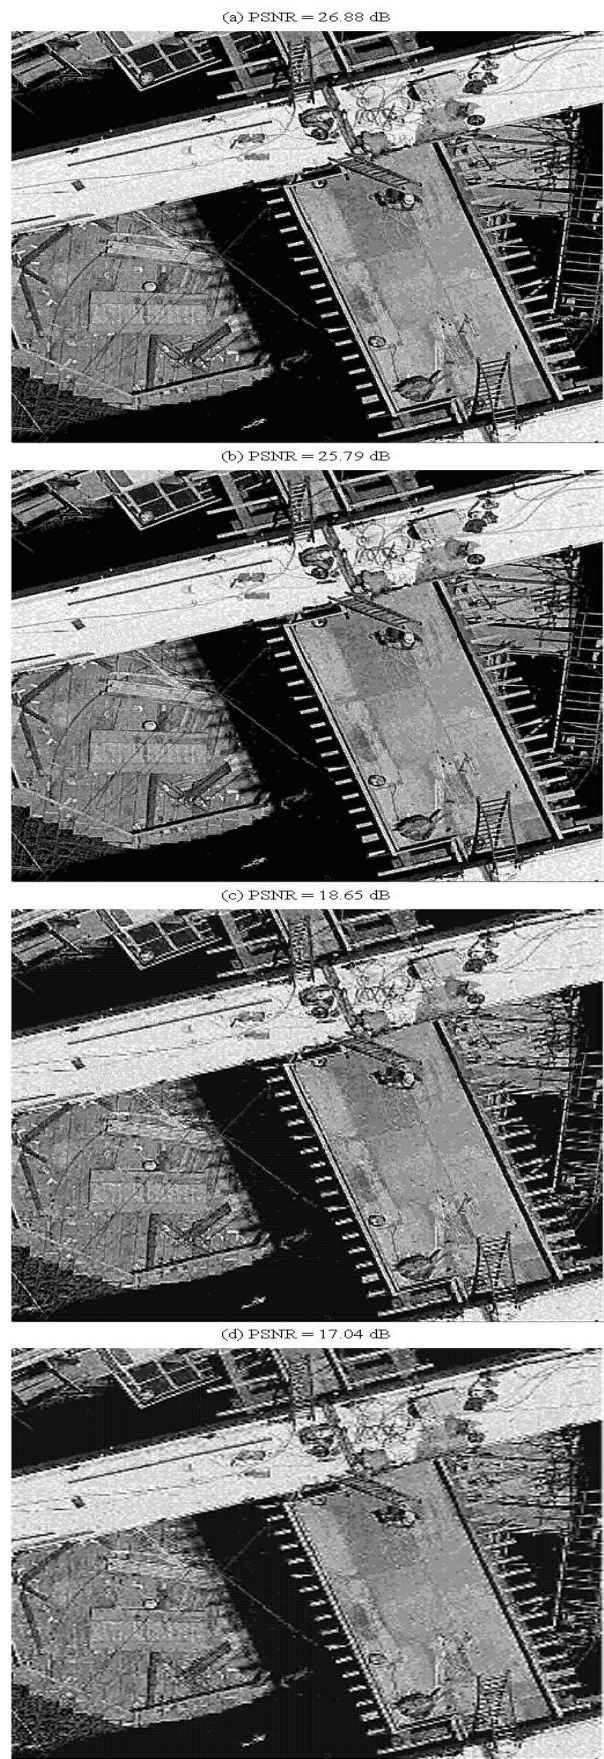 (a) PSNR = 26.88 dB
(b) PSNR = 25.79 dB
(c) PSNR = 18.65 dB
(d) PSNR = 17.04 dB